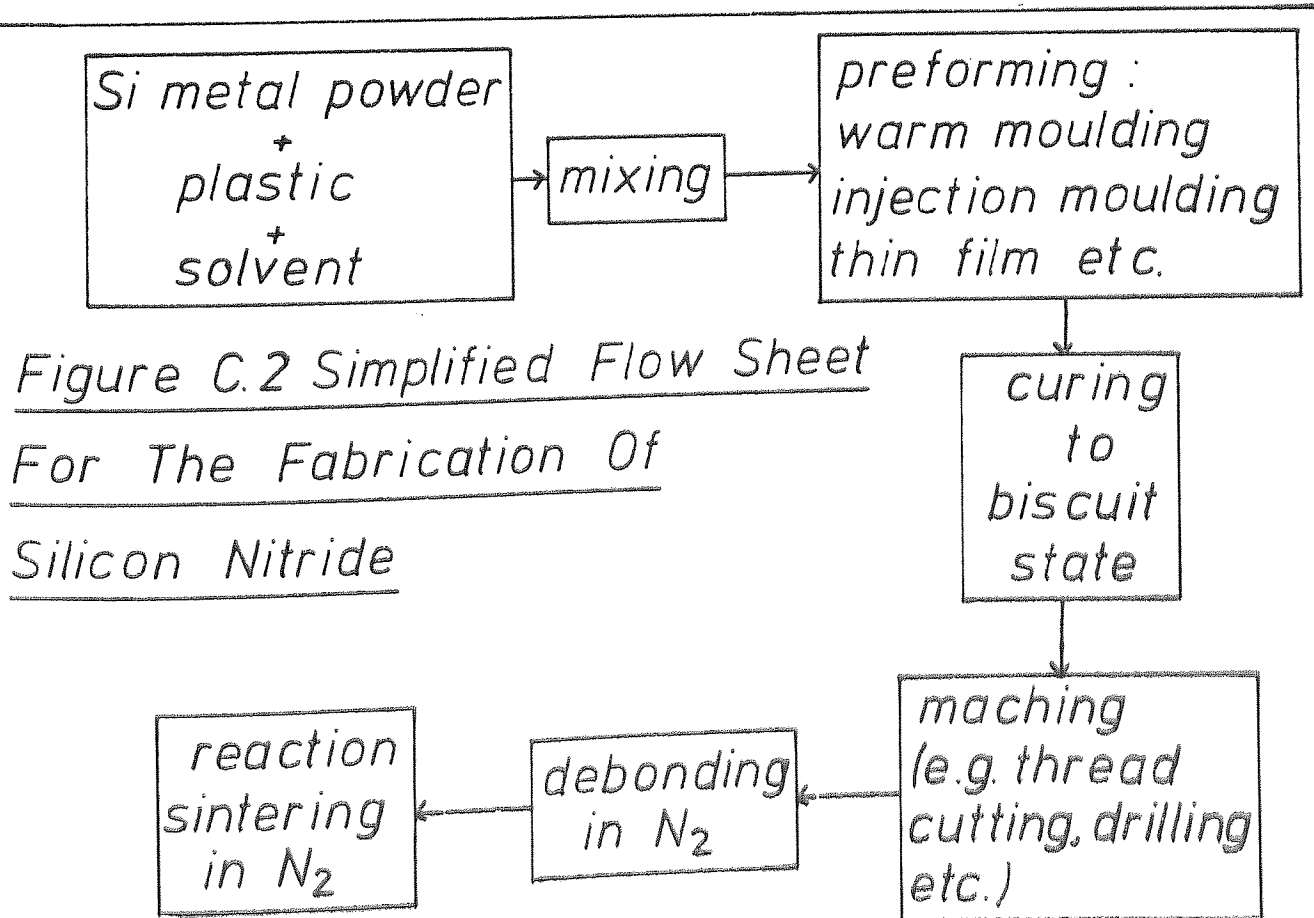 Si metal powder
+
plastic
+
solvent
mixing
preforming :
warm moulding
injection moulding
thin film etc.
Figure C.2 Simplified Flow Sheet
For The Fabrication Of
Silicon Nitride
curing
to
biscuit
state
maching
(e.g. thread
cutting, drilling
etc.)
debonding
in N₂
reaction
sintering
in N₂